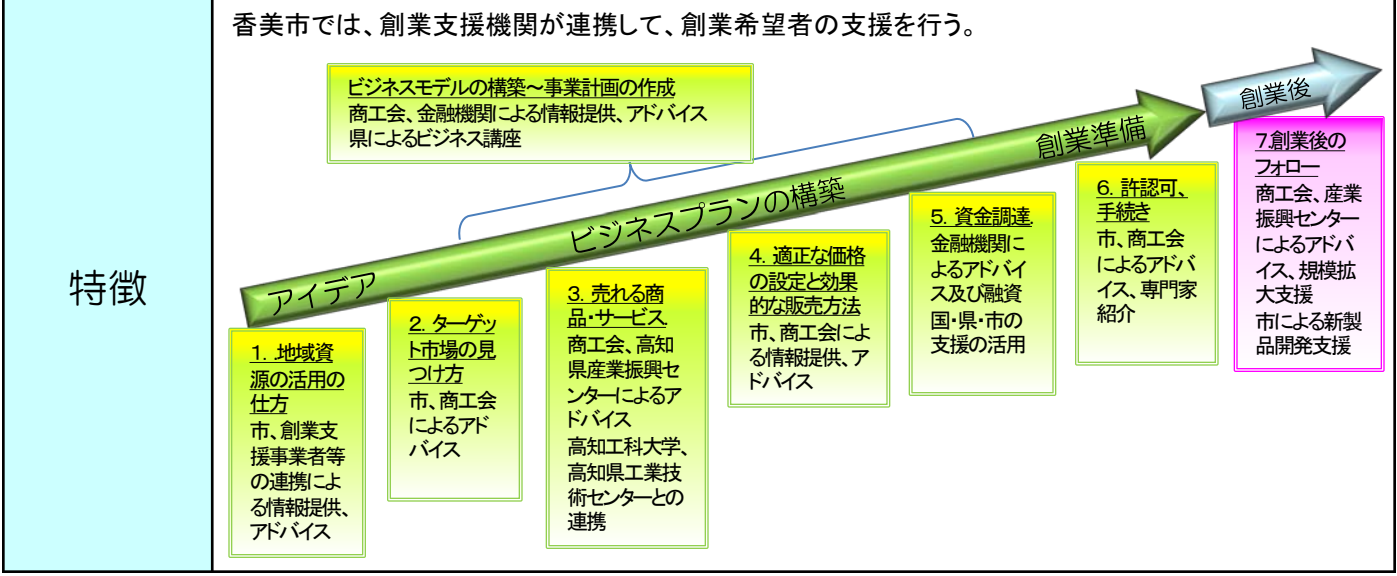 特徴
香美市では、創業支援機関が連携して、創業希望者の支援を行う。
ビジネスモデルの構築～事業計画の作成
商工会、金融機関による情報提供、アドバイス
県によるビジネス講座
アイデア
ビジネスプランの構築
創業準備
創業後
1．地域資
源の活用の
仕方
市、創業支
援事業者等
の連携によ
る情報提供、
アドバイス
2．ターゲッ
ト市場の見
つけ方
市、商工会
によるアド
バイス
3．売れる商
品・サービス
商工会、高知
県産業振興セ
ンターによるア
ドバイス
高知工科大学、
高知県工業技
術センターとの
連携
4．適正な価格
の設定と効果
的な販売方法
市、商工会によ
る情報提供、ア
ドバイス
5．資金調達
金融機関に
よるアドバイ
ス及び融資
国・県・市の
支援の活用
6．許認可、
手続き
市、商工会
によるアドバ
イス、専門家
紹介
7.創業後の
フォロー
商工会、産業
振興センター
によるアドバ
イス、規模拡
大支援
市による新製
品開発支援